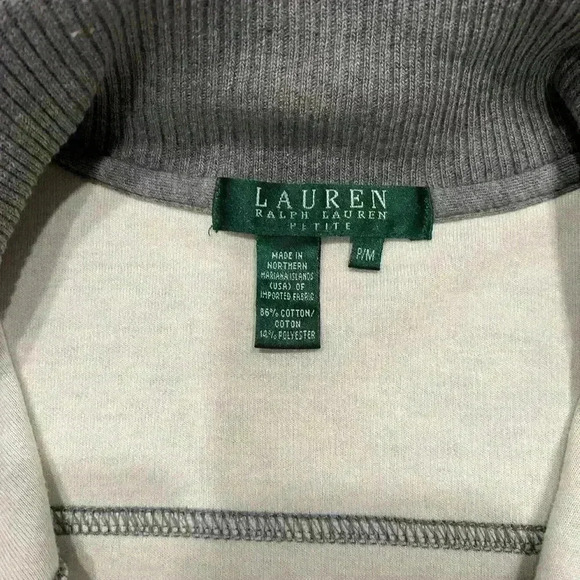 LAUREN
RALPH LAUREN
PETITE
P/M
MADE IN
NORTHERN
MARIANA ISLANDS
(USA) OF
IMPORTED FABRIC
86% COTTON/
COTON
14% POLYESTER